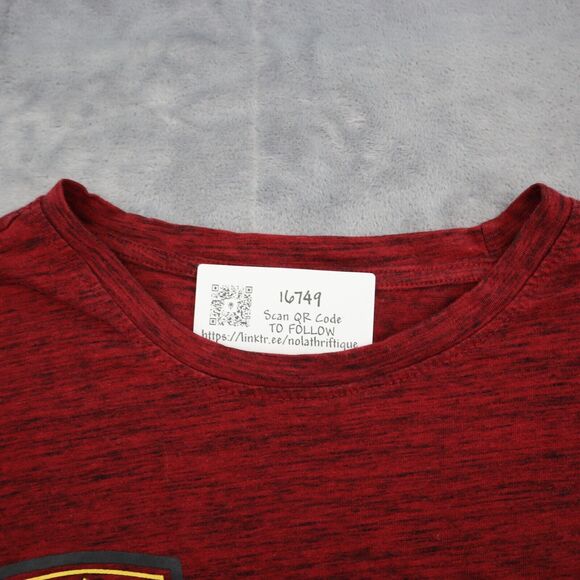 16749
Scan QR Code
TO FOLLOW
https://linktr.ee/nolathriftique